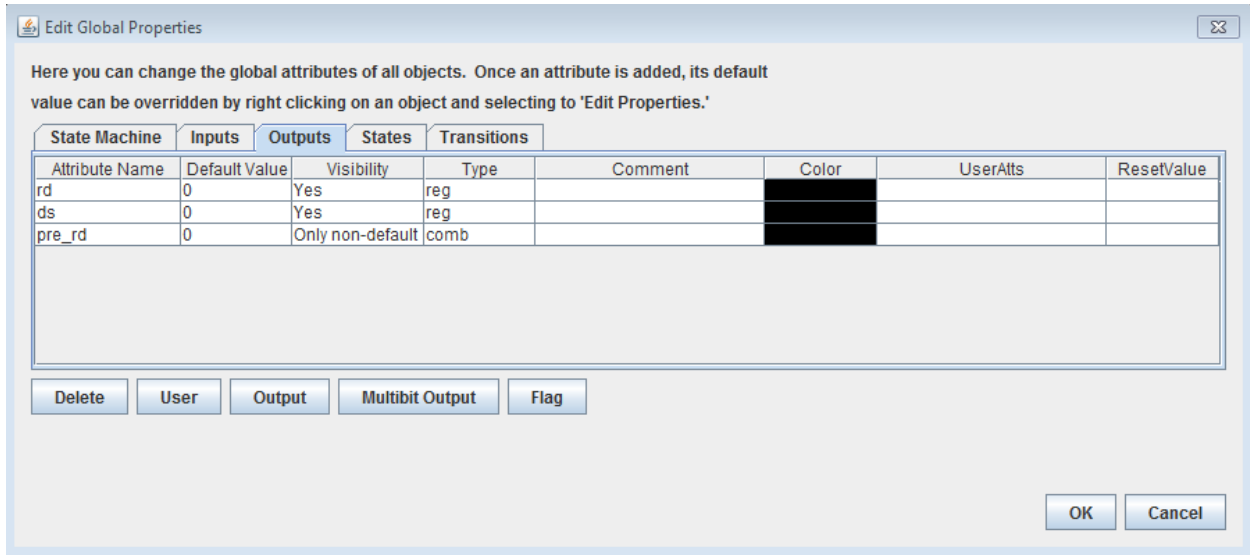 Edit Global Properties
Here you can change the global attributes of all objects. Once an attribute is added, its default
value can be overridden by right clicking on an object and selecting to 'Edit Properties.'
State Machine Inputs Outputs States Transitions
Attribute Name Default Value Visibility Type Comment Color UserAtts ResetValue
rd 0 Yes reg
ds 0 Yes reg
pre_rd 0 Only non-default comb
Delete User Output Multibit Output Flag
OK Cancel